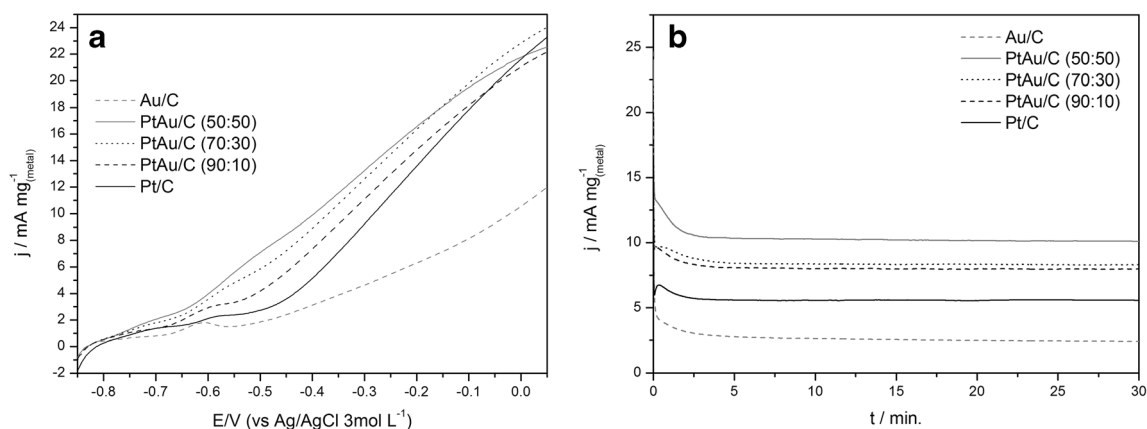 a
24
22
20
18
16
14
12
10
8
6
4
2
0
-2
j / mA mg⁻¹(metal)
Au/C
PtAu/C (50:50)
PtAu/C (70:30)
PtAu/C (90:10)
Pt/C
-0.8 -0.7 -0.6 -0.5 -0.4 -0.3 -0.2 -0.1 0.0
E/V (vs Ag/AgCl 3mol L⁻¹)
b
25
20
15
10
5
0
j / mA mg⁻¹(metal)
Au/C
PtAu/C (50:50)
PtAu/C (70:30)
PtAu/C (90:10)
Pt/C
0 5 10 15 20 25 30
t / min.